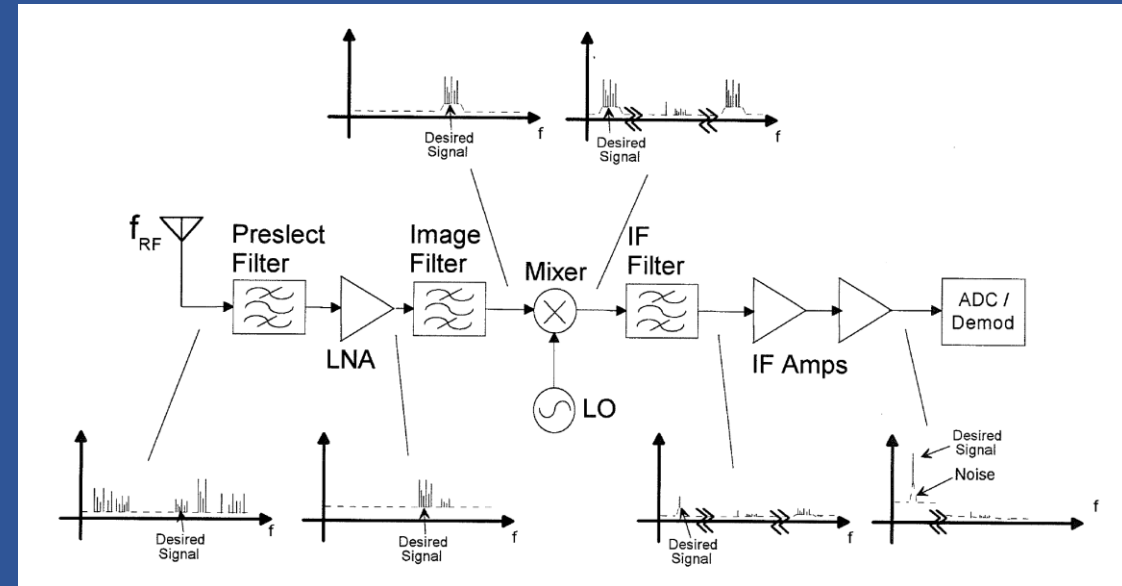 f
Desired
Signal
f
Desired
Signal
f RF
Preslect
Filter
LNA
Image
Filter
Mixer
LO
IF
Filter
IF Amps
ADC /
Demod
f
Desired
Signal
f
Desired
Signal
f
Desired
Signal
Desired
Signal
Noise
f